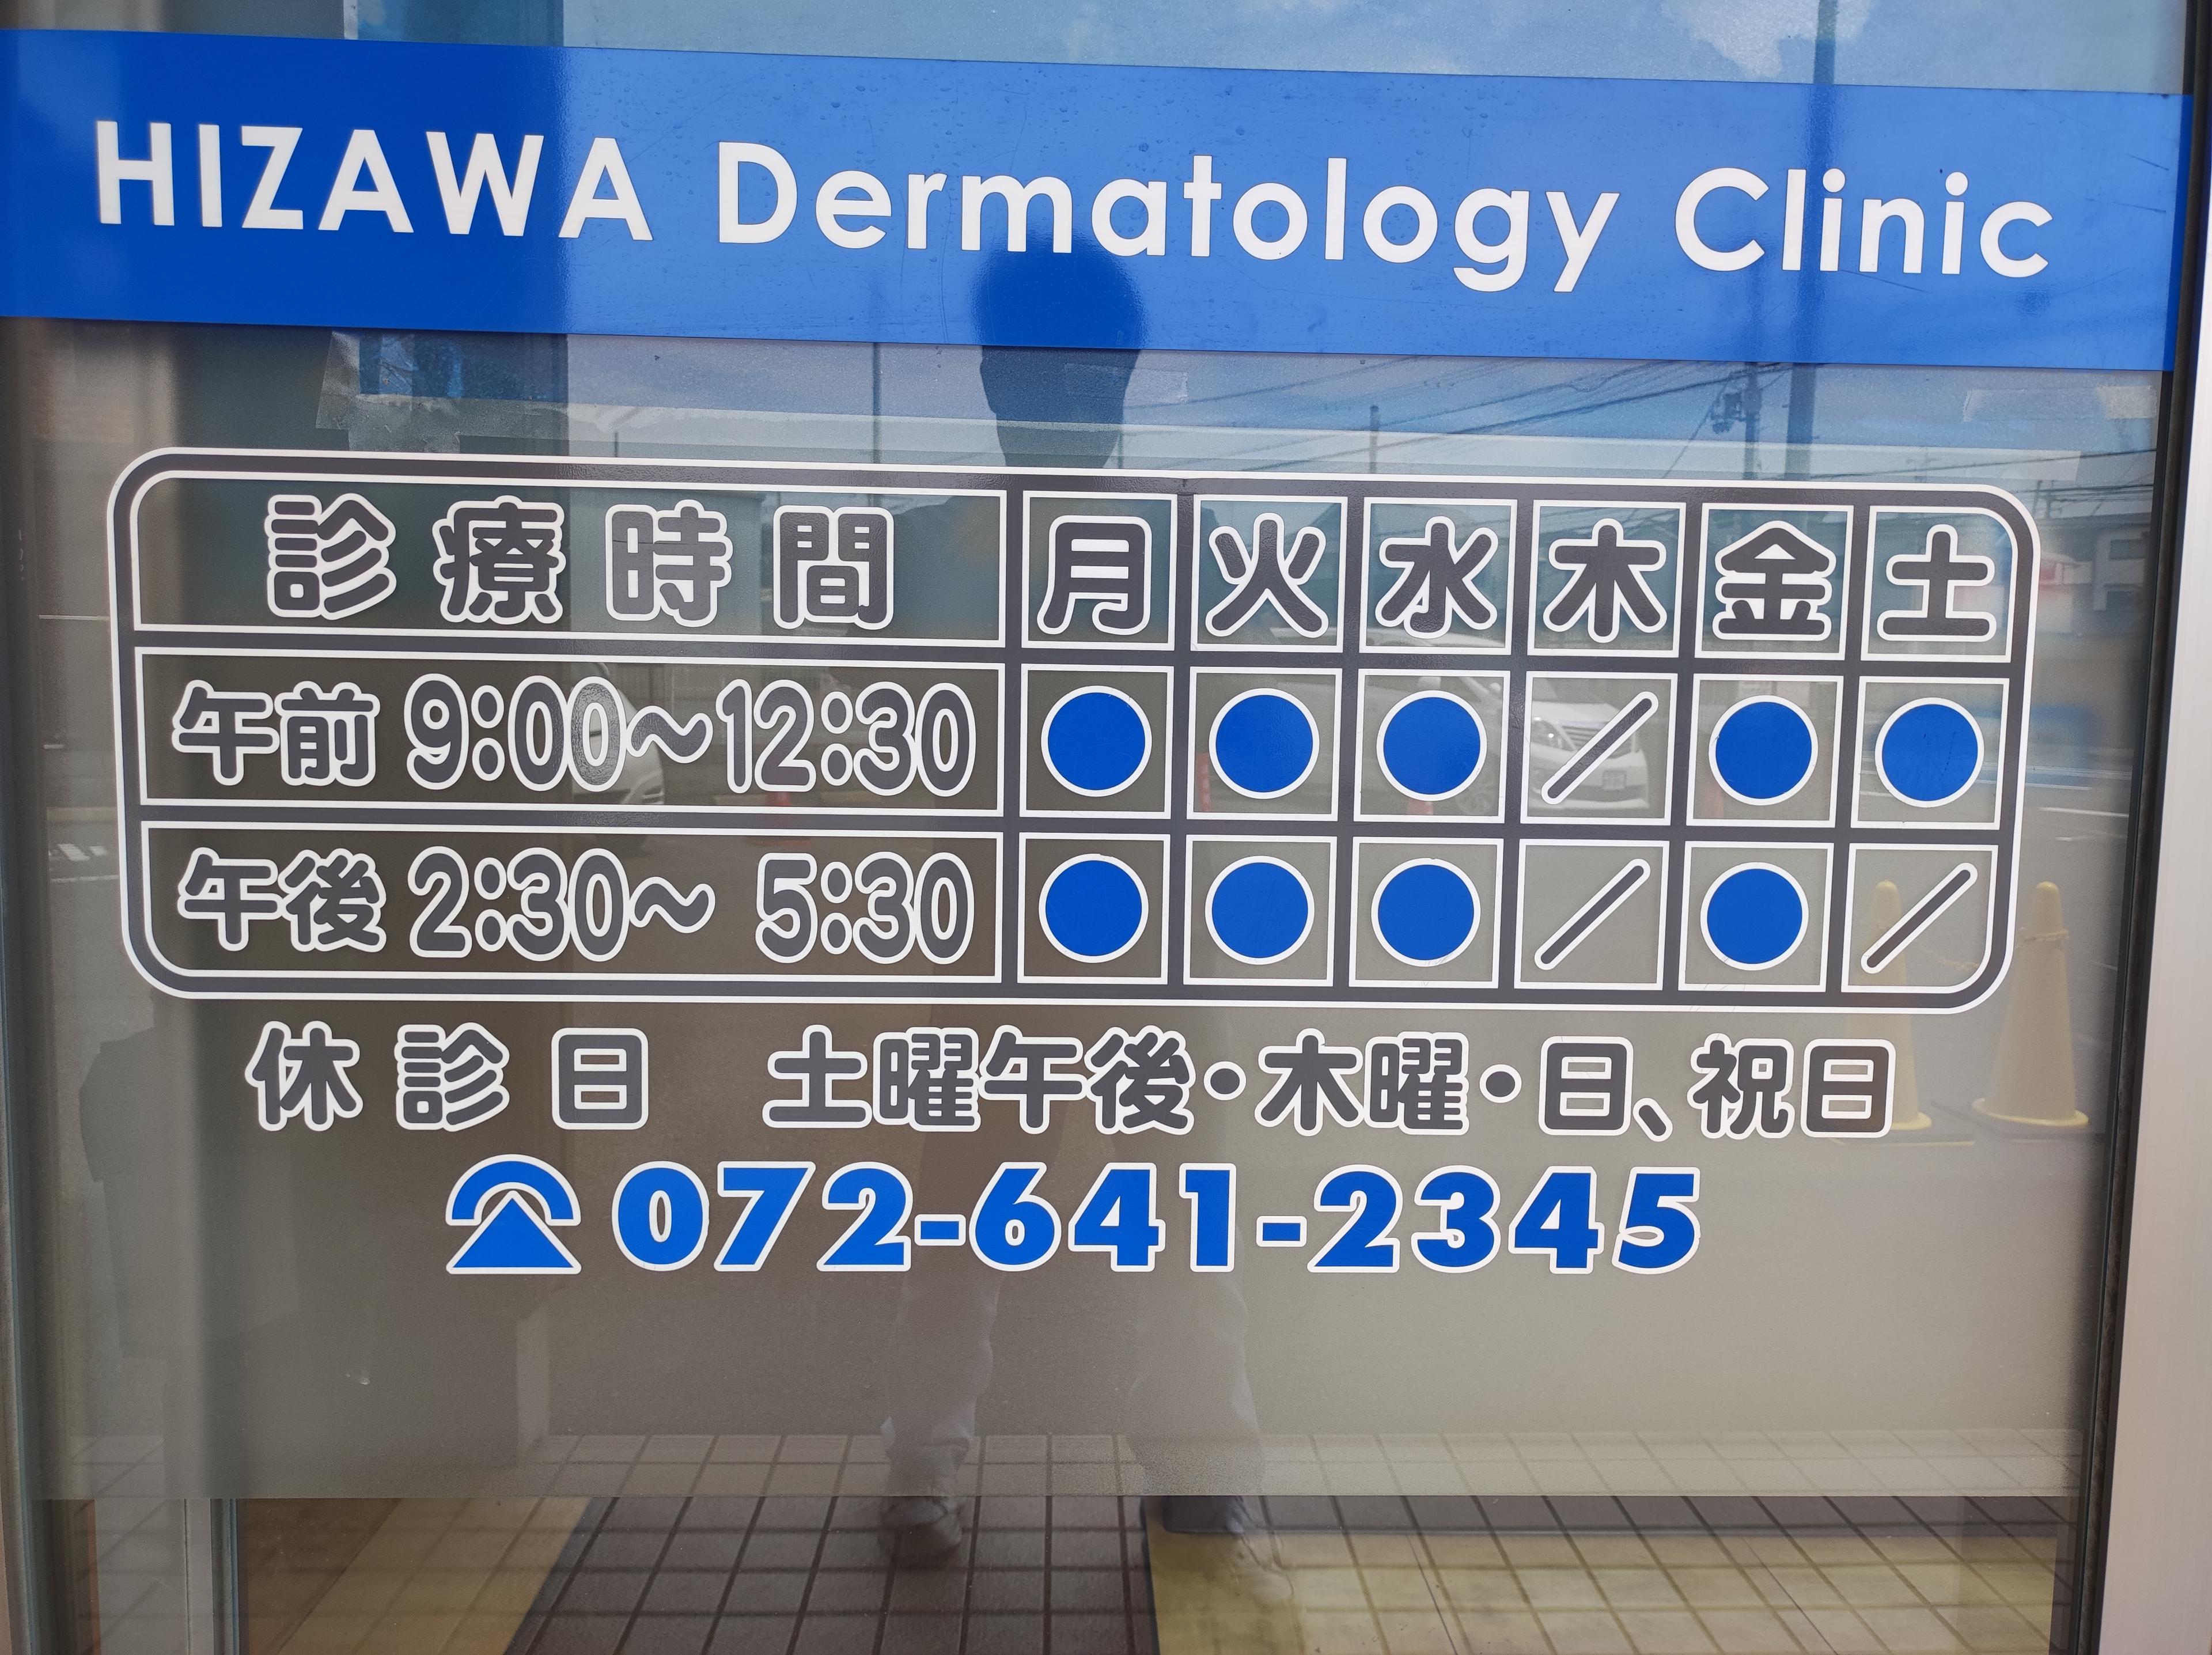 HIZAWA Dermatology Clinic
診療時間 月 火 水 木 金 土
午前 9:00～12:30 ● ● ● ／ ● ●
午後 2:30～ 5:30 ● ● ● ／ ● ／
休診日 土曜午後・木曜・日、祝日
072-641-2345